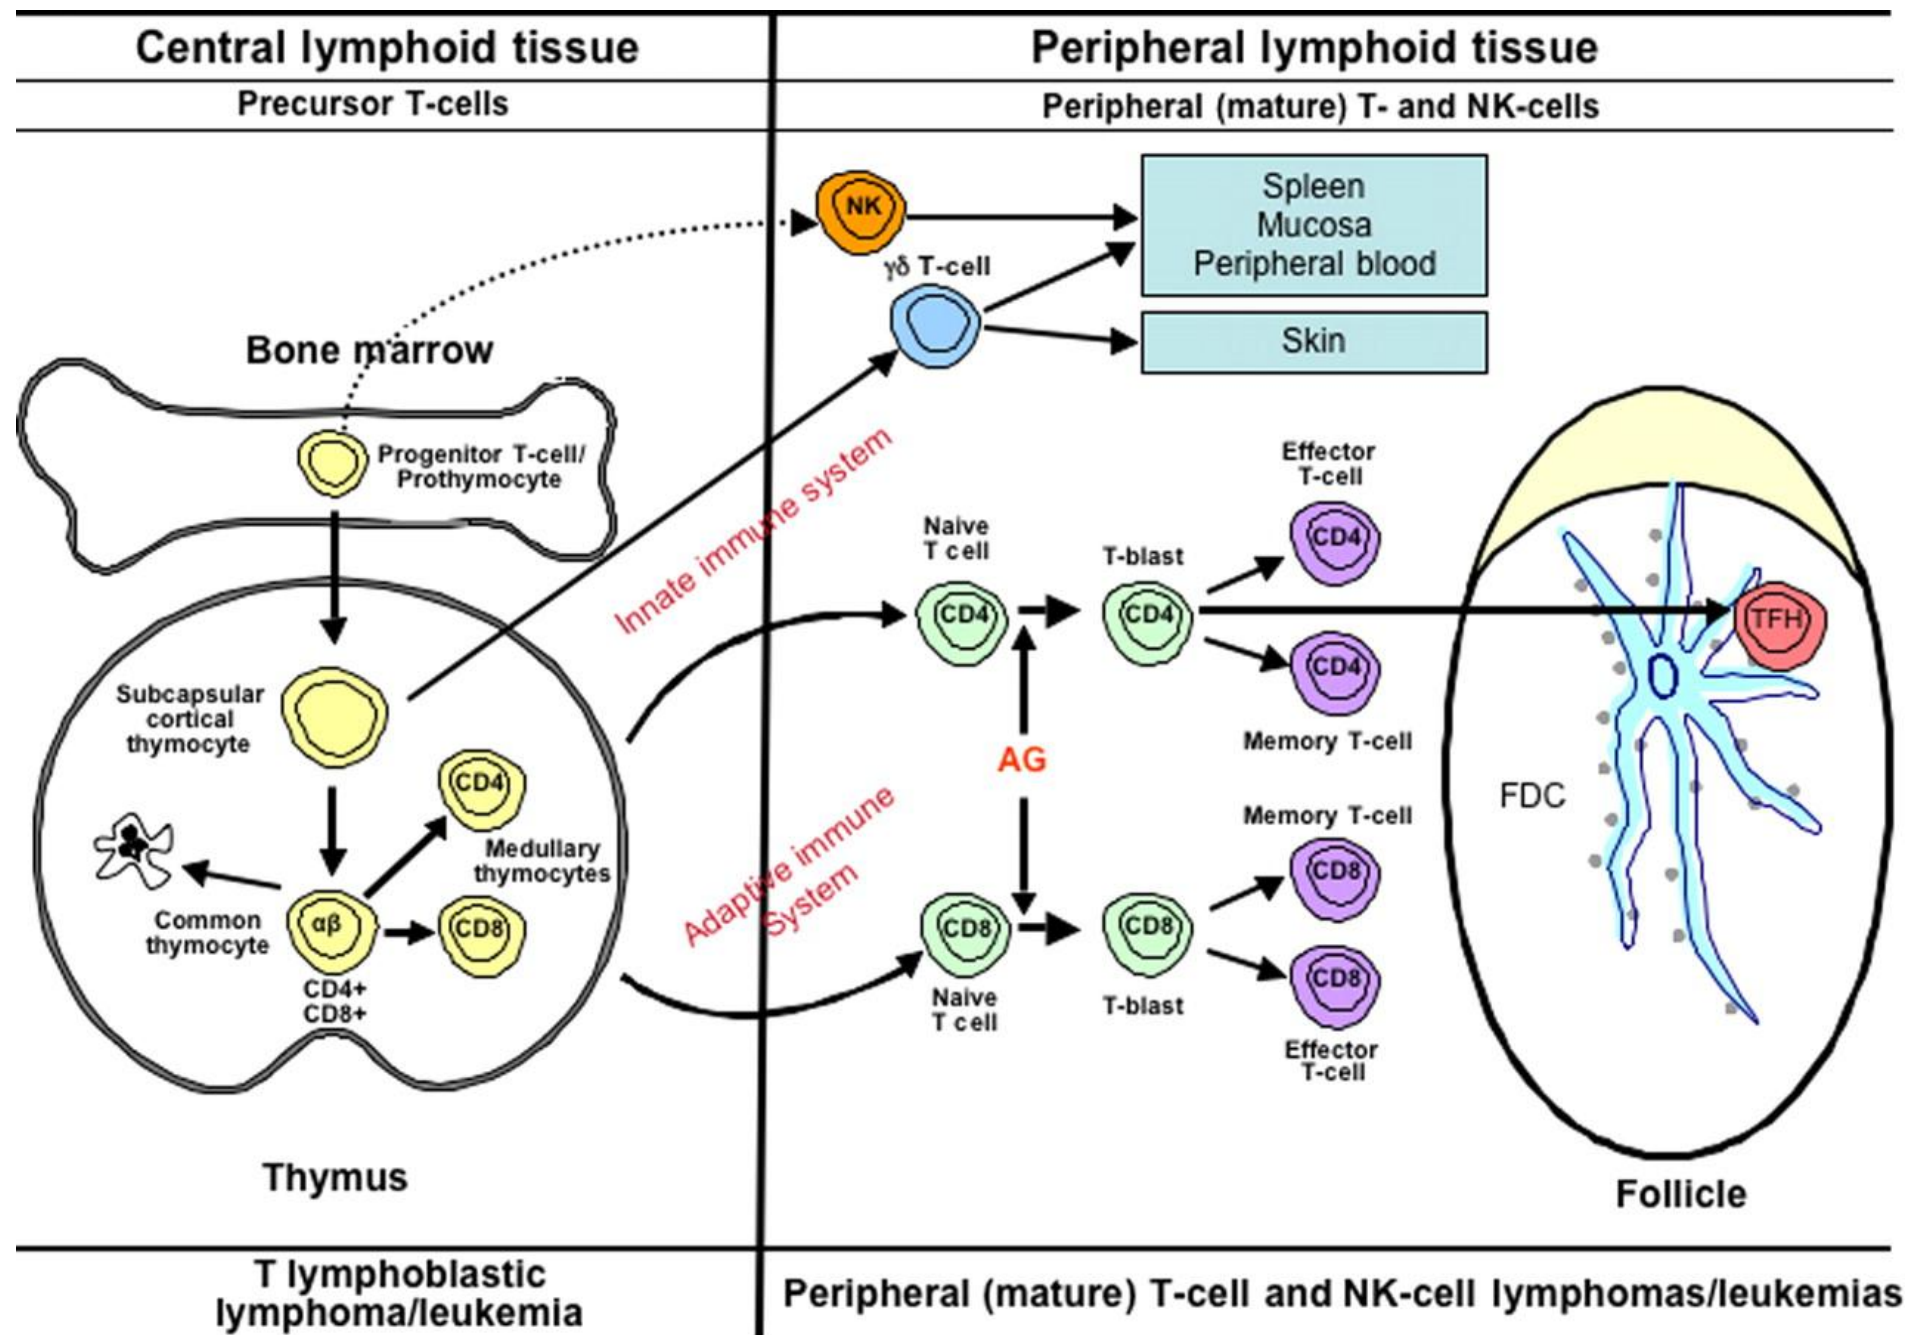 Central lymphoid tissue
Peripheral lymphoid tissue
Precursor T-cells
Peripheral (mature) T- and NK-cells
NK
Spleen
Mucosa
Peripheral blood
γδ T-cell
Skin
Bone marrow
Progenitor T-cell/
Prothymocyte
Innate immune system
Subcapsular
cortical
thymocyte
CD4
Medullary
thymocytes
Common
thymocyte
αβ
CD8
CD4+
CD8+
Thymus
Adaptive immune
System
Naive
T cell
CD4
T-blast
CD4
Effector
T-cell
CD4
CD4
Memory T-cell
AG
Memory T-cell
CD8
CD8
Naive
T cell
CD8
T-blast
CD8
Effector
T-cell
TFH
FDC
Follicle
T lymphoblastic
lymphoma/leukemia
Peripheral (mature) T-cell and NK-cell lymphomas/leukemias